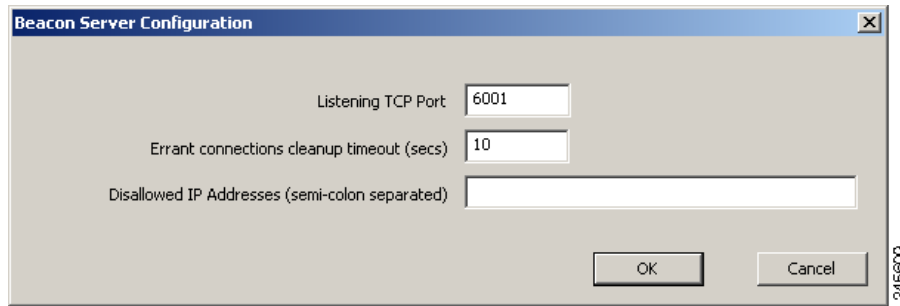 Beacon Server Configuration
Listening TCP Port 6001
Errant connections cleanup timeout (secs) 10
Disallowed IP Addresses (semi-colon separated)
OK Cancel